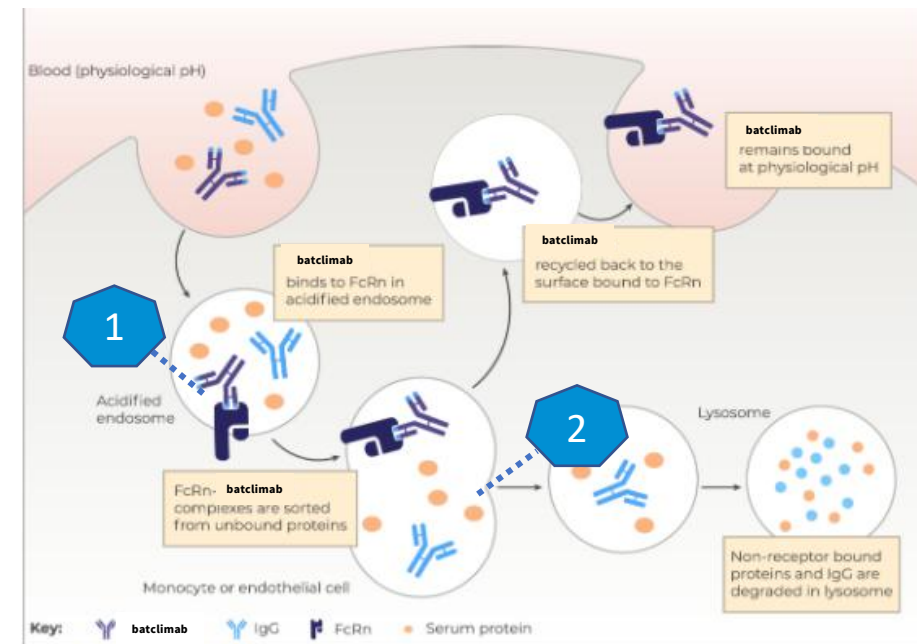 Blood (physiological pH)
batclimab
remains bound
at physiological pH
batclimab
recycled back to the
surface bound to FcRn
batclimab
binds to FcRn in
acidified endosome
1
Acidified
endosome
2
Lysosome
FcRn- batclimab
complexes are sorted
from unbound proteins
Non-receptor bound
proteins and IgG are
degraded in lysosome
Monocyte or endothelial cell
Key: batclimab IgG FcRn Serum protein